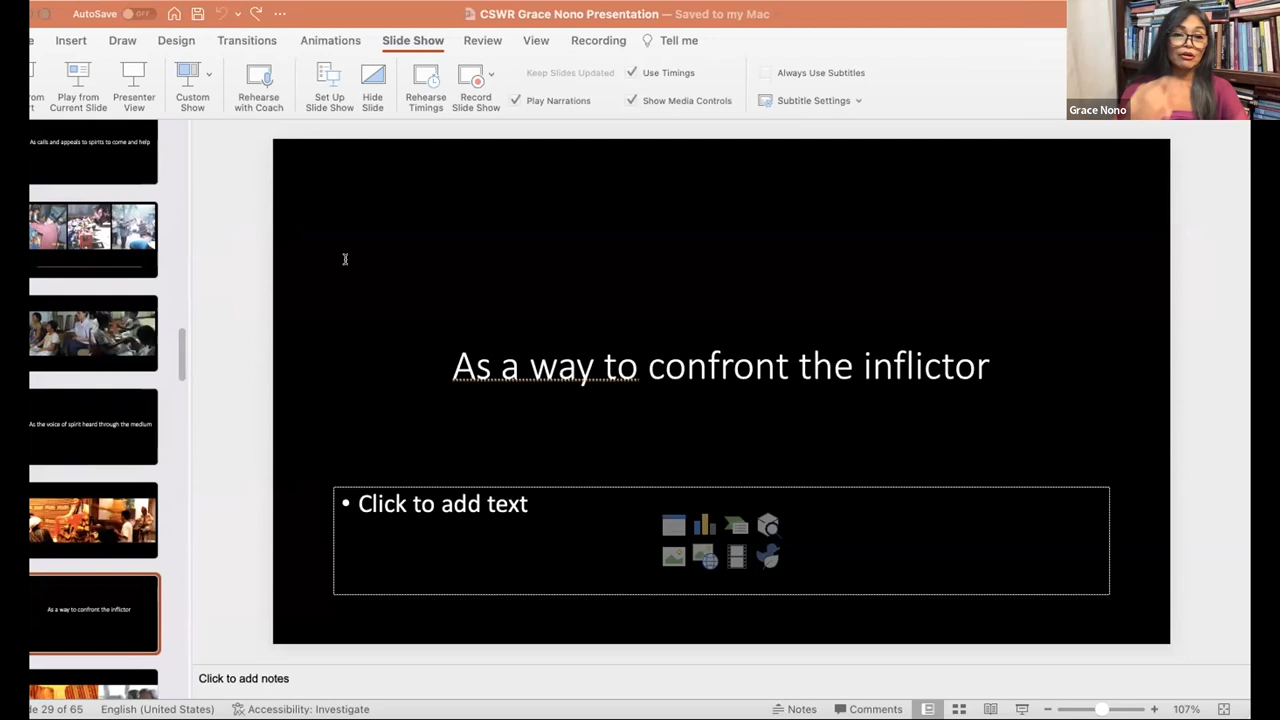 AutoSave OFF
CSWR Grace Nono Presentation — Saved to my Mac
Insert Draw Design Transitions Animations Slide Show Review View Recording Tell me
Play from Current Slide
Presenter View
Custom Show
Rehearse with Coach
Set Up Slide Show
Hide Slide
Keep Slides Updated
Play Narrations
Rehearse Timings
Record Slide Show
Use Timings
Show Media Controls
Always Use Subtitles
Subtitle Settings
Grace Nono
As calls and appeals to spirits to come and help
As the voice of spirit heard through the medium
As a way to confront the inflictor
As a way to confront the inflictor
• Click to add text
Click to add notes
29 of 65 English (United States) Accessibility: Investigate Notes Comments 107%